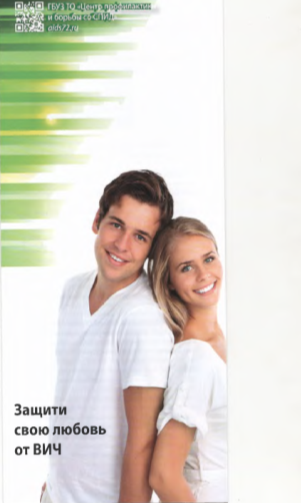 ГБУЗ ТО «Центр профилактики
и борьбы со СПИД»
aids72.ru
Защити
свою любовь
от ВИЧ